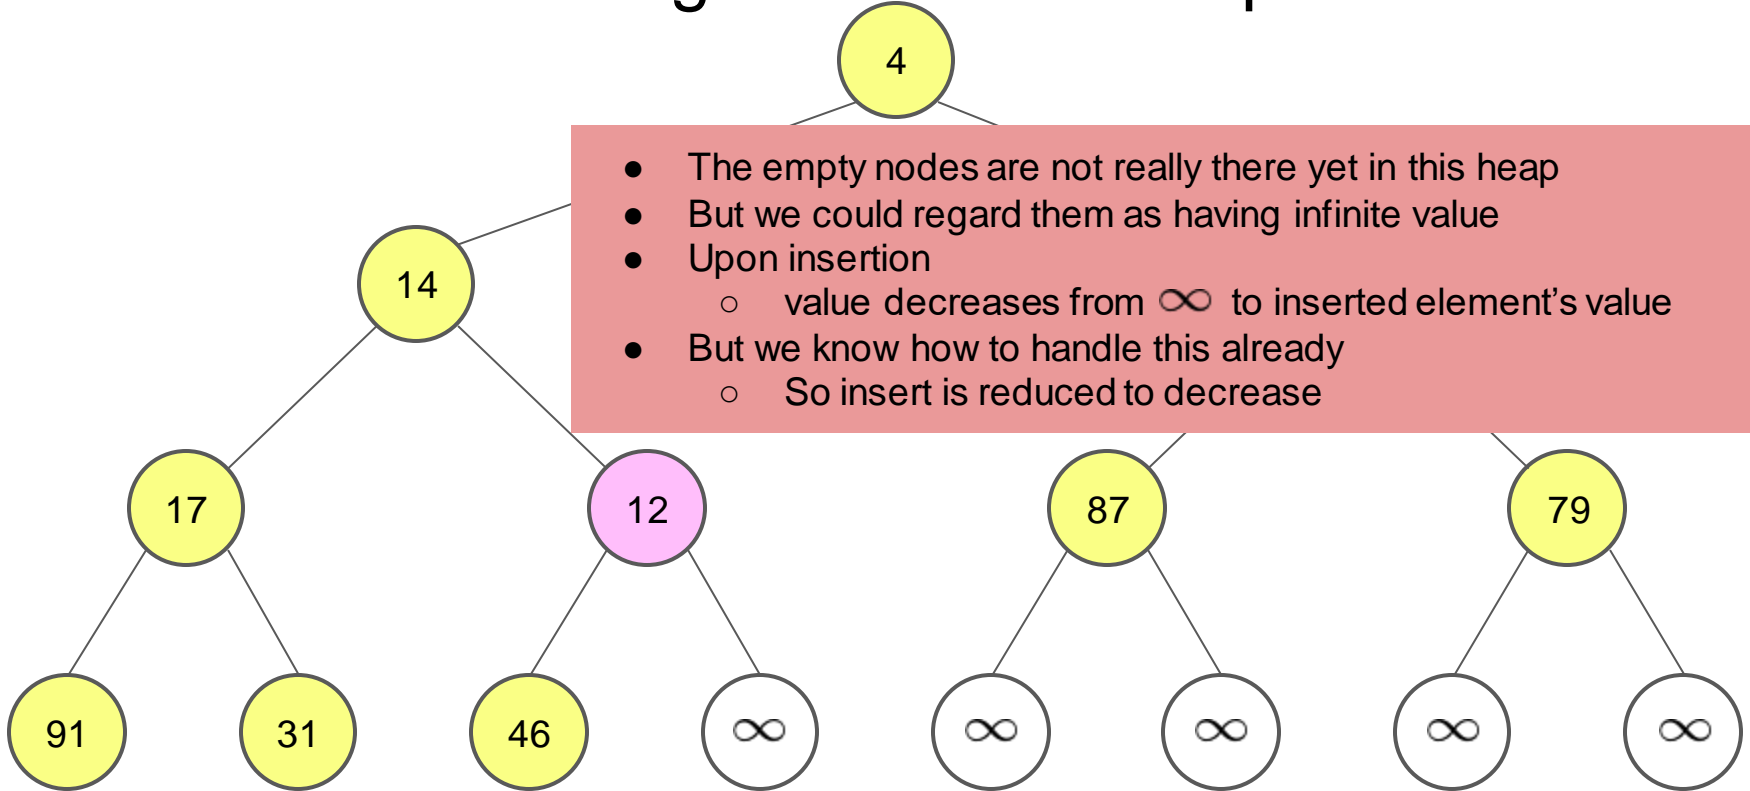 4
● The empty nodes are not really there yet in this heap
● But we could regard them as having infinite value
● Upon insertion
○ value decreases from ∞ to inserted element’s value
● But we know how to handle this already
○ So insert is reduced to decrease
14
17 12 87 79
91 31 46 ∞ ∞ ∞ ∞ ∞